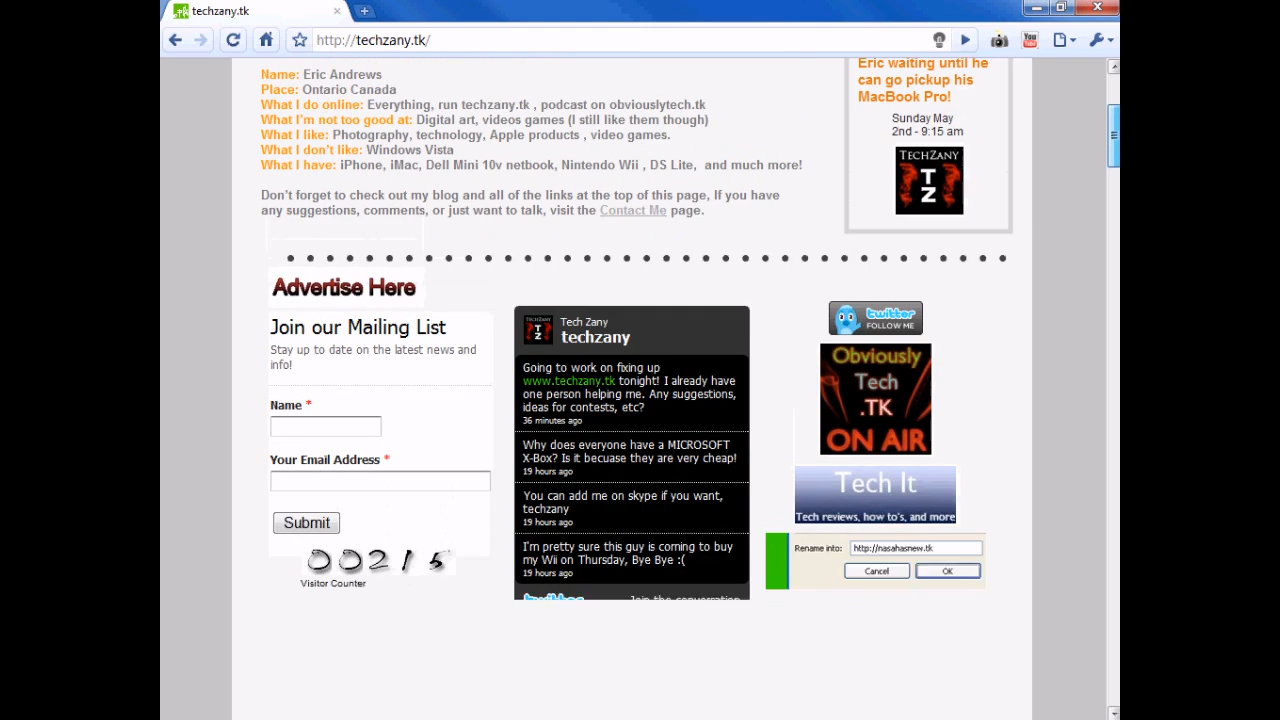 techzany.tk
http://techzany.tk/
Name: Eric Andrews
Place: Ontario Canada
What I do online: Everything, run techzany.tk , podcast on obviouslytech.tk
What I'm not too good at: Digital art, videos games (I still like them though)
What I like: Photography, technology, Apple products , video games.
What I don't like: Windows Vista
What I have: iPhone, iMac, Dell Mini 10v netbook, Nintendo Wii , DS Lite,  and much more!
Don't forget to check out my blog and all of the links at the top of this page, If you have
any suggestions, comments, or just want to talk, visit the Contact Me page.
Eric waiting until he
can go pickup his
MacBook Pro!
Sunday May
2nd - 9:15 am
TECHZANY
T
Z
Advertise Here
Join our Mailing List
Stay up to date on the latest news and
info!
Name *
Your Email Address *
Submit
00215
Visitor Counter
TECHZANY
T
Z
Tech Zany
techzany
Going to work on fixing up
www.techzany.tk tonight! I already have
one person helping me. Any suggestions,
ideas for contests, etc?
36 minutes ago
Why does everyone have a MICROSOFT
X-Box? Is it becuase they are very cheap!
19 hours ago
You can add me on skype if you want,
techzany
19 hours ago
I'm pretty sure this guy is coming to buy
my Wii on Thursday, Bye Bye :(
19 hours ago
twitter Join the conversation
twitter
FOLLOW ME
Obviously
Tech
.TK
ON AIR
Tech It
Tech reviews, how to's, and more
Rename into: http://nasahasnew.tk
Cancel OK